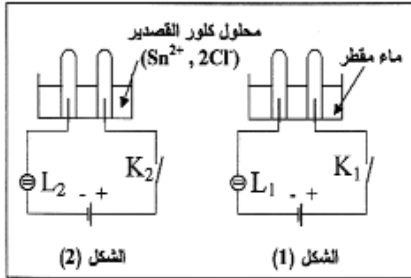 محلول كلور القصدير
(Sn²⁺ , 2Cl⁻)
ماء مقطر
K₂
L₂
- +
K₁
L₁
- +
الشكل (2)
الشكل (1)